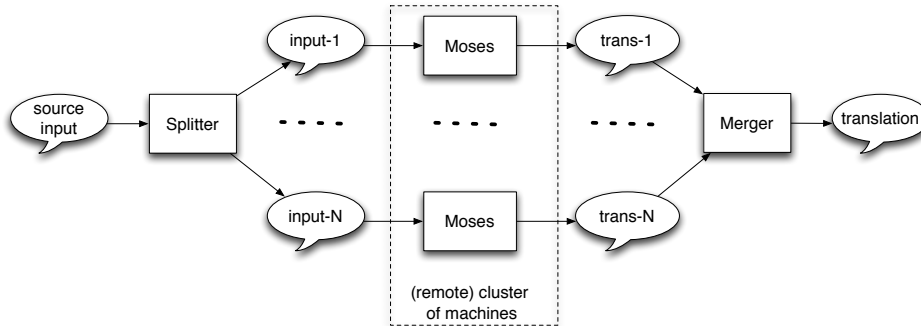 source
input
Splitter
input-1
input-N
Moses
Moses
(remote) cluster
of machines
trans-1
trans-N
Merger
translation